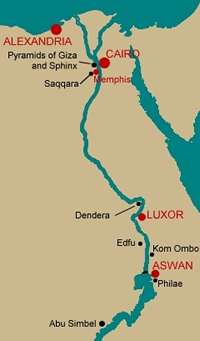 ALEXANDRIA
CAIRO
Pyramids of Giza
and Sphinx
Saqqara
Memphis
Dendera
LUXOR
Edfu
Kom Ombo
ASWAN
Philae
Abu Simbel